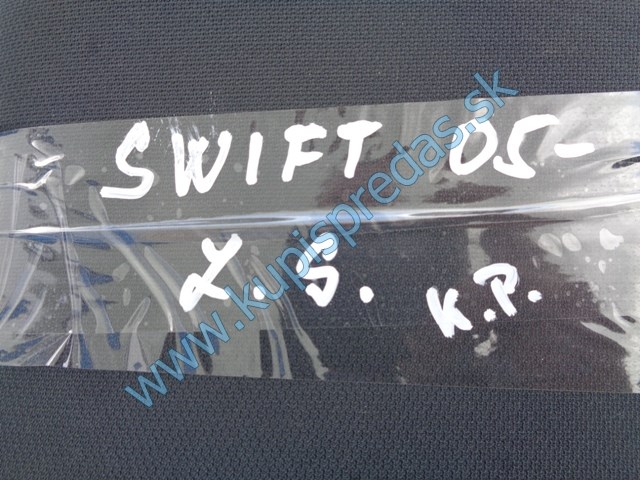 SWIFT 05-
L.S.
K.P.
www.kupispredas.sk